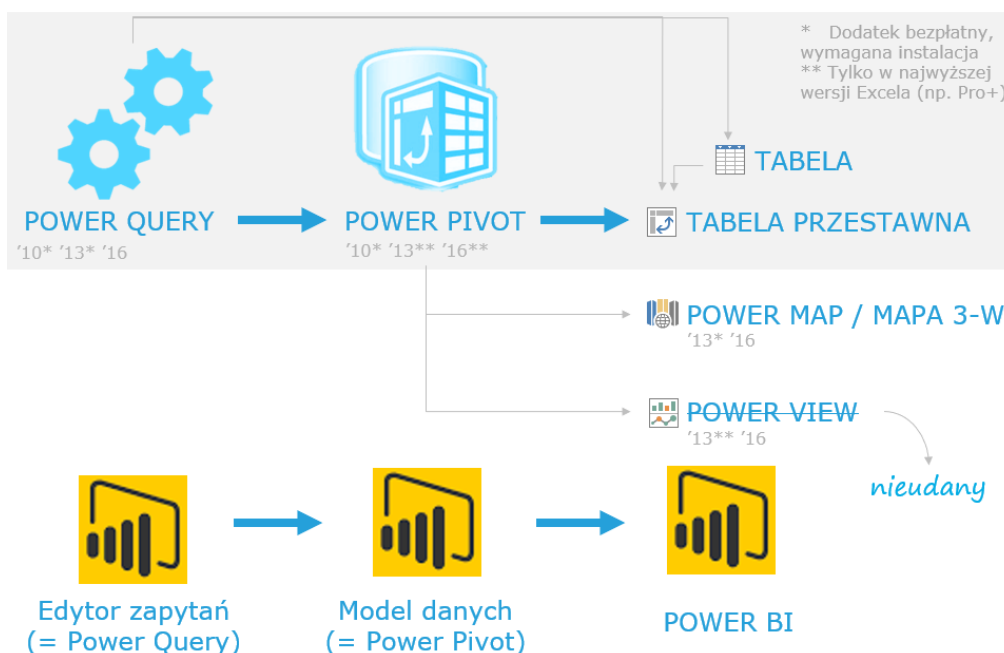 * Dodatek bezpłatny,
wymagana instalacja
** Tylko w najwyższej
wersji Excela (np. Pro+)
TABELA
POWER QUERY
'10* '13* '16
POWER PIVOT
'10* '13** '16**
TABELA PRZESTAWNA
POWER MAP / MAPA 3-W
'13* '16
POWER VIEW
'13** '16
nieudany
Edytor zapytań
(= Power Query)
Model danych
(= Power Pivot)
POWER BI